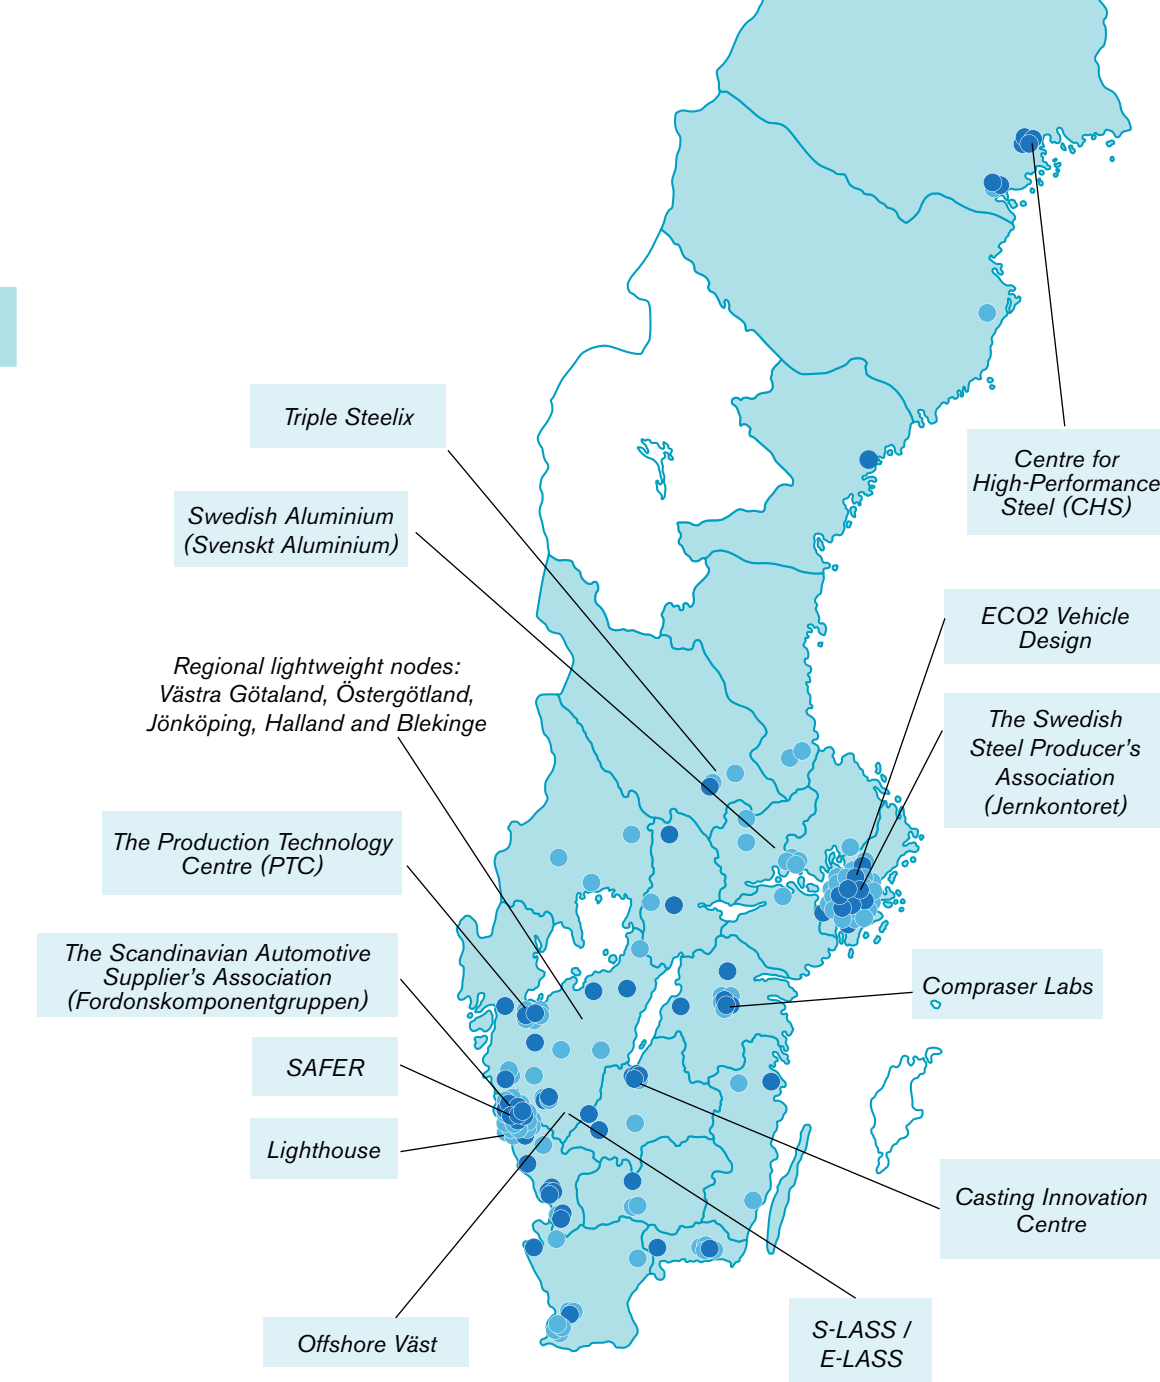 Triple Steelix
Centre for
High-Performance
Steel (CHS)
Swedish Aluminium
(Svenskt Aluminium)
ECO2 Vehicle
Design
Regional lightweight nodes:
Västra Götaland, Östergötland,
Jönköping, Halland and Blekinge
The Swedish
Steel Producer’s
Association
(Jernkontoret)
The Production Technology
Centre (PTC)
The Scandinavian Automotive
Supplier’s Association
(Fordonskomponentgruppen)
Compraser Labs
SAFER
Lighthouse
Casting Innovation
Centre
Offshore Väst
S-LASS /
E-LASS